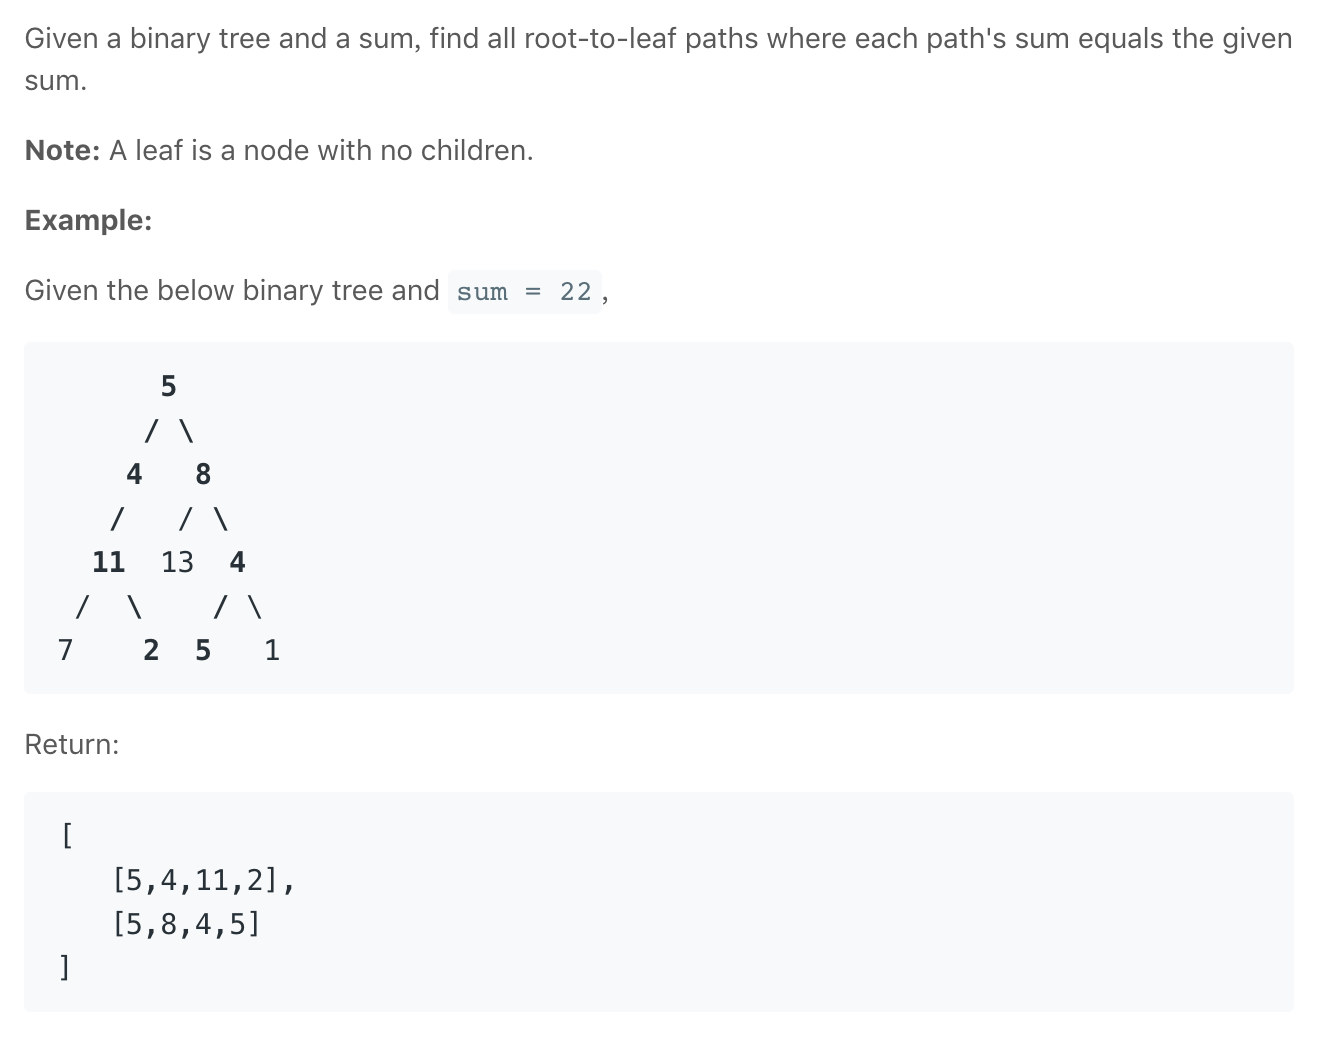 Given a binary tree and a sum, find all root-to-leaf paths where each path's sum equals the given
sum.
Note: A leaf is a node with no children.
Example:
Given the below binary tree and sum = 22,
5
/ \
4 8
/ / \
11 13 4
/ \ / \
7 2 5 1
Return:
[
[5,4,11,2],
[5,8,4,5]
]